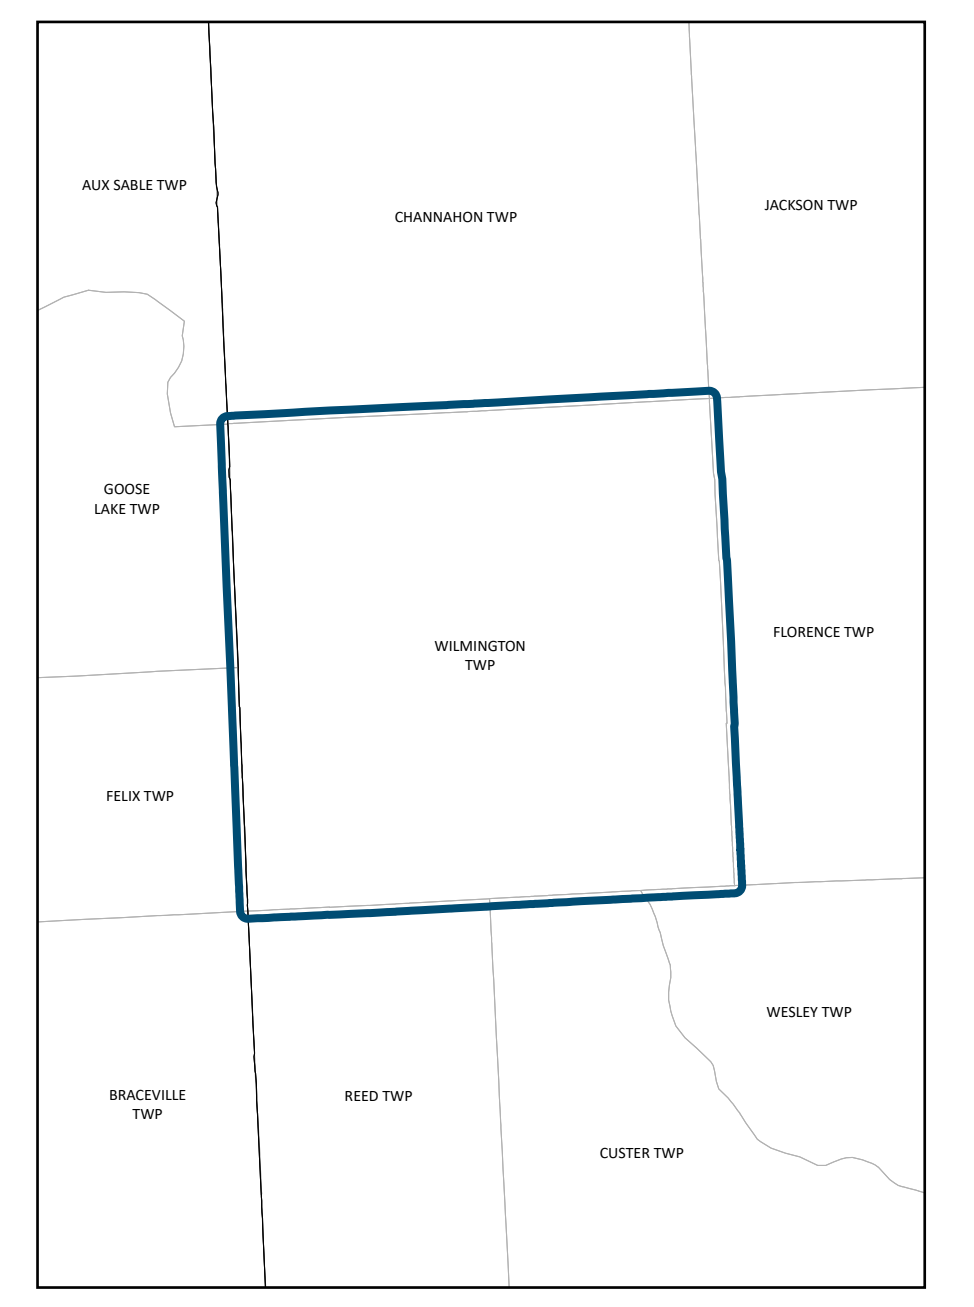 AUX SABLE TWP
CHANNAHON TWP
JACKSON TWP
GOOSE
LAKE TWP
WILMINGTON
TWP
FLORENCE TWP
FELIX TWP
WESLEY TWP
BRACEVILLE
TWP
REED TWP
CUSTER TWP